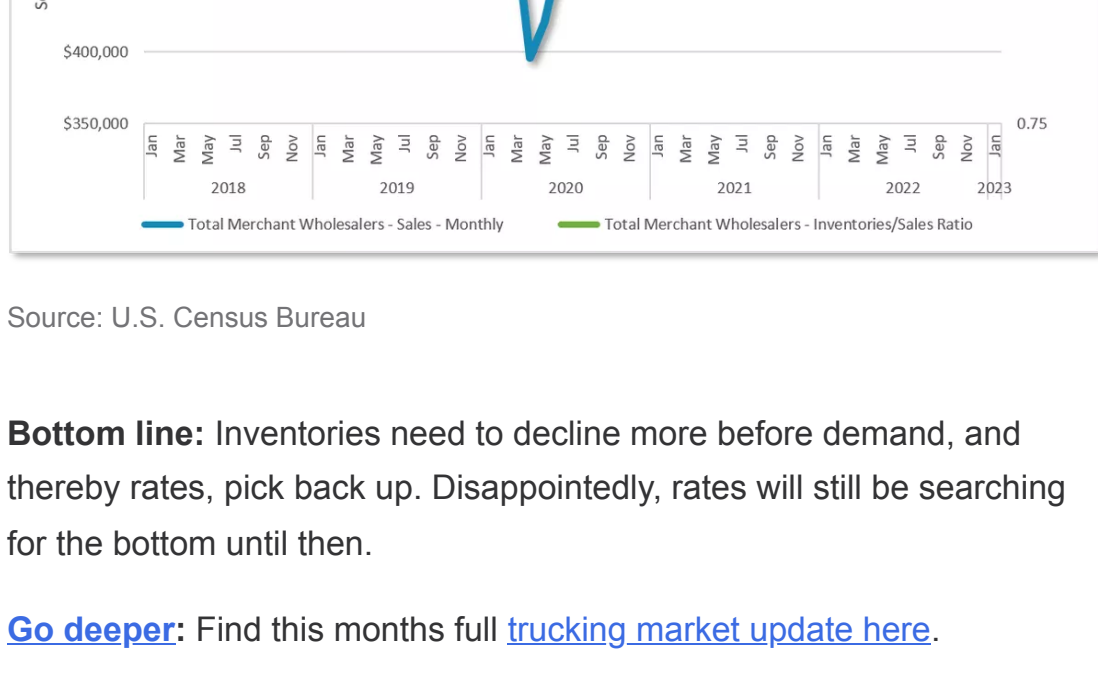 $400,000
$350,000
0.75
Jan Mar May Jul Sep Nov Jan Mar May Jul Sep Nov Jan Mar May Jul Sep Nov Jan Mar May Jul Sep Nov Jan Mar May Jul Sep Nov Jan
2018 2019 2020 2021 2022 2023
Total Merchant Wholesalers - Sales - Monthly Total Merchant Wholesalers - Inventories/Sales Ratio
Source: U.S. Census Bureau
Bottom line: Inventories need to decline more before demand, and
thereby rates, pick back up. Disappointedly, rates will still be searching
for the bottom until then.
Go deeper: Find this months full trucking market update here.